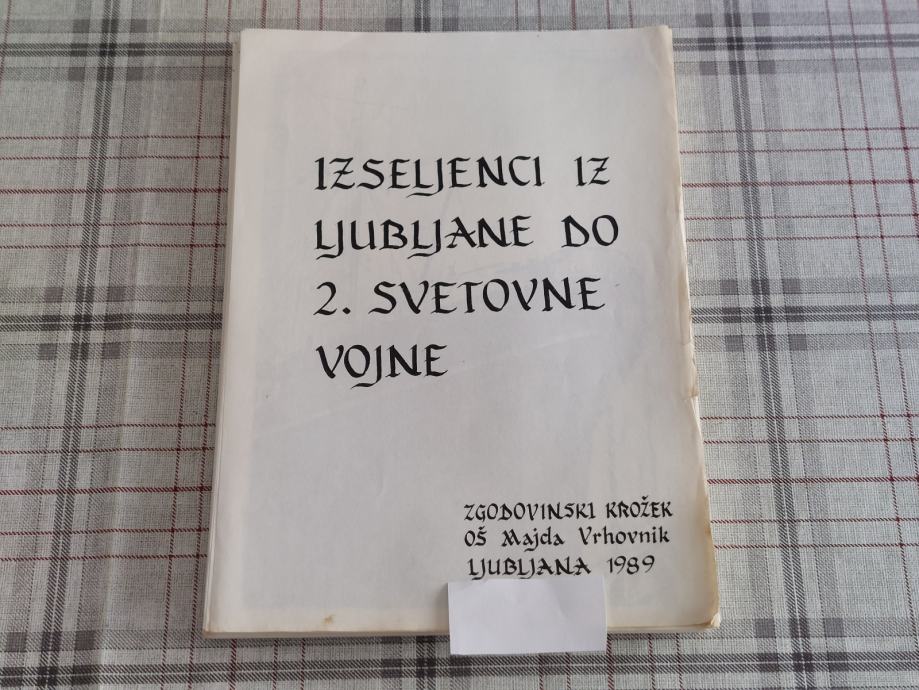 IZSELJENCI IZ
LJUBLJANE DO
2. SVETOVNE
VOJNE
ZGODOVINSKI KROŽEK
OŠ Majda Vrhovnik
LJUBLJANA 1989